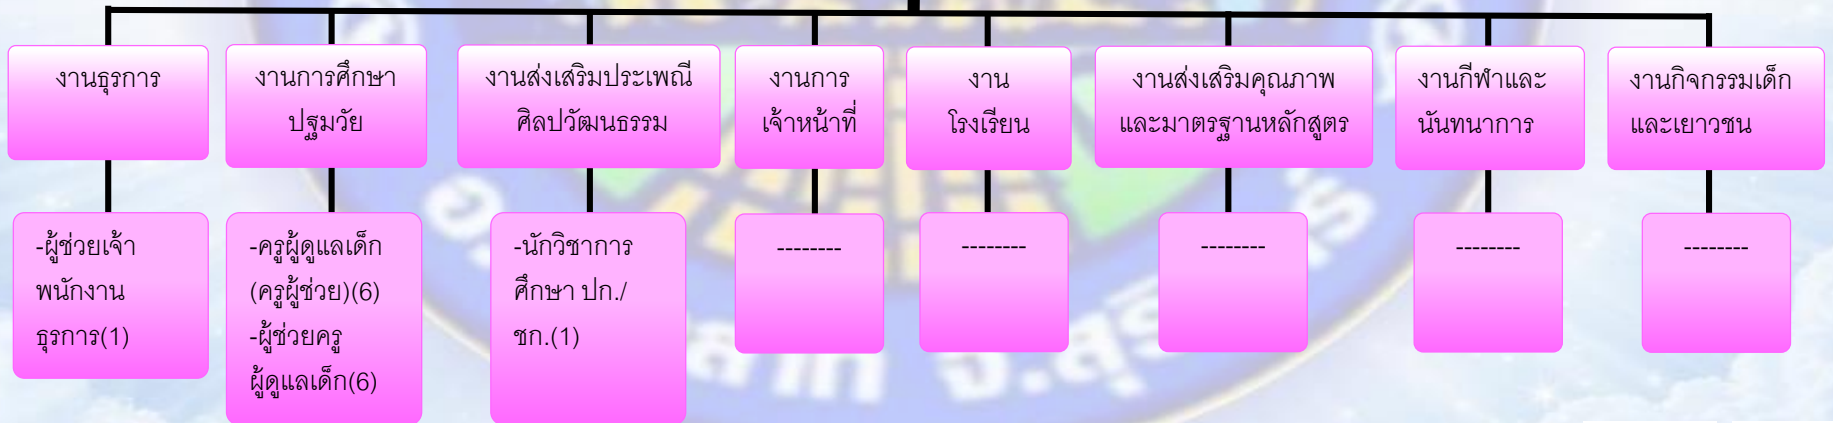 งานธุรการ
งานการศึกษา
ปฐมวัย
งานส่งเสริมประเพณี
ศิลปวัฒนธรรม
งานการ
เจ้าหน้าที่
งาน
โรงเรียน
งานส่งเสริมคุณภาพ
และมาตรฐานหลักสูตร
งานกีฬาและ
นันทนาการ
งานกิจกรรมเด็ก
และเยาวชน
-ผู้ช่วยเจ้า
พนักงาน
ธุรการ(1)
-ครูผู้ดูแลเด็ก
(ครูผู้ช่วย)(6)
-ผู้ช่วยครู
ผู้ดูแลเด็ก(6)
-นักวิชาการ
ศึกษา ปก./
ชก.(1)
--------
--------
--------
--------
--------
จ.สุรี